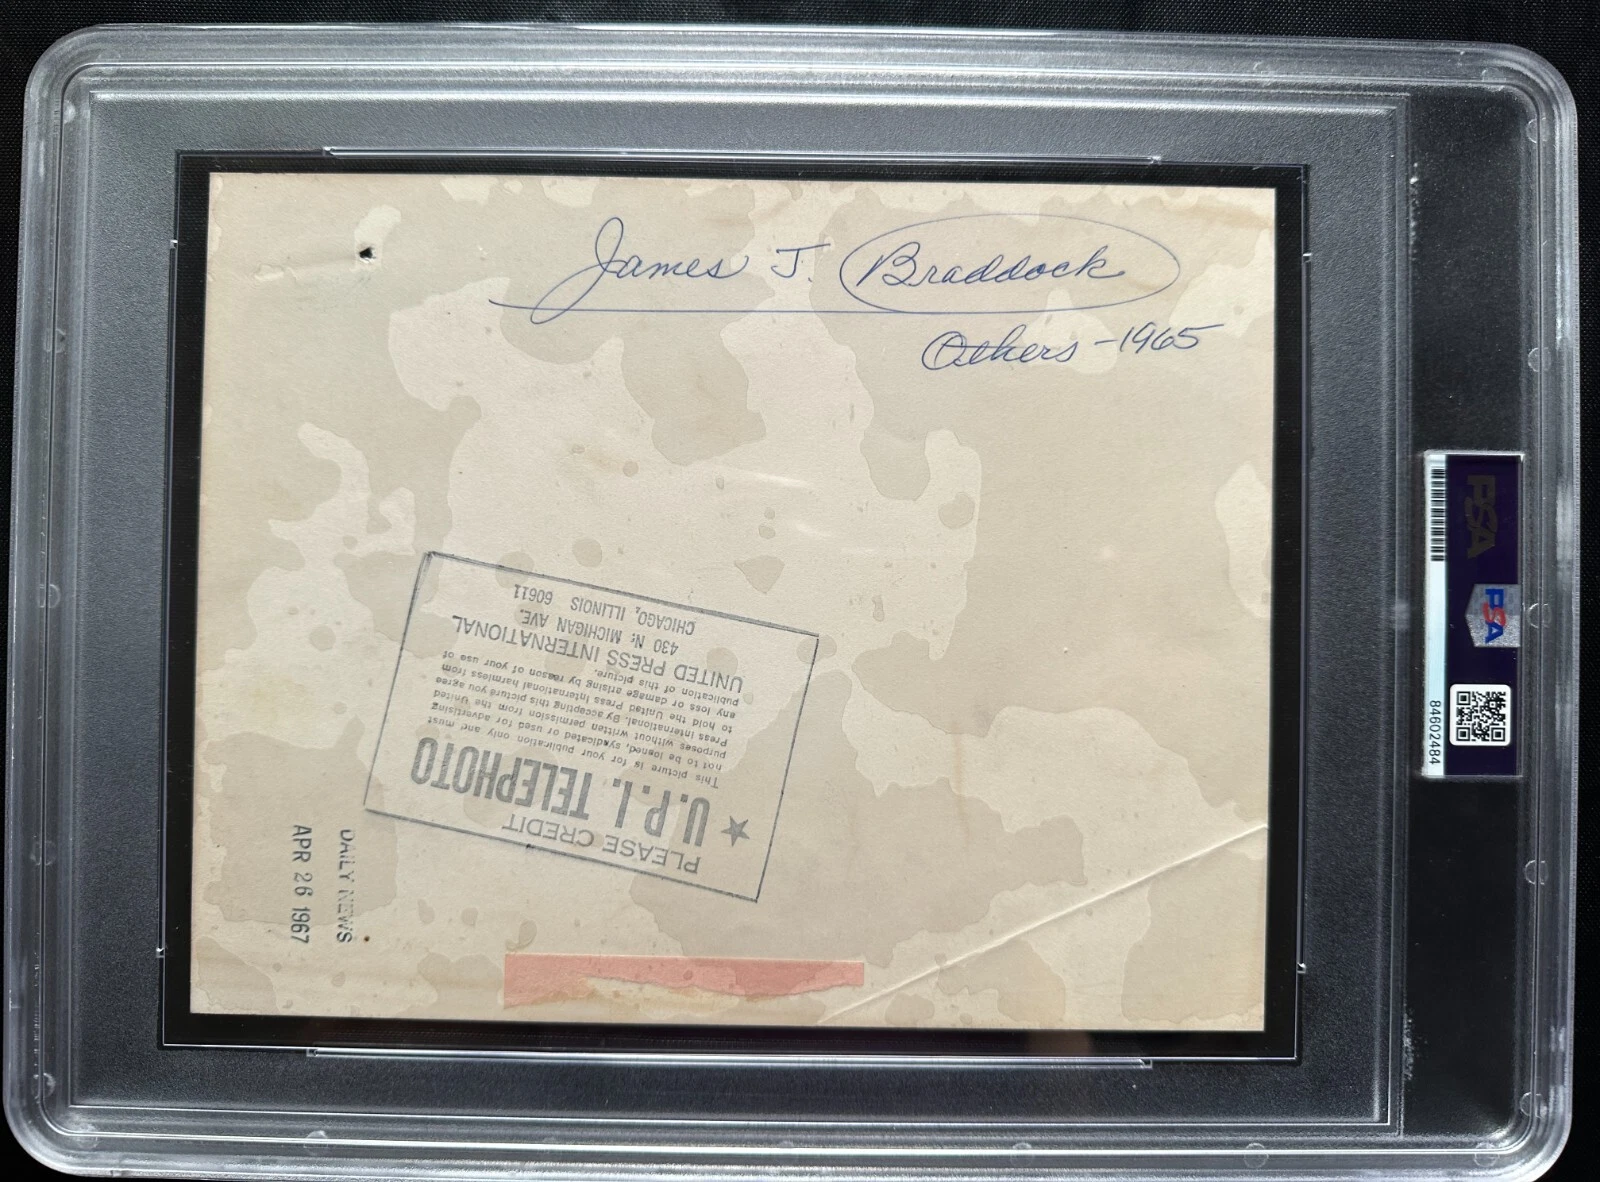 James J. Braddock
Others - 1965
PLEASE CREDIT
U.P.I. TELEPHOTO
This picture is for your publication only and must
not to be loaned, syndicated or used for advertising
purposes without written permission from the United
Press International. By accepting this picture you agree
to hold the United Press International harmless from
any loss or damage arising by reason of your use of
publication of this picture.
UNITED PRESS INTERNATIONAL
430 N. MICHIGAN AVE.
CHICAGO, ILLINOIS 60611
DAILY NEWS
APR 26 1967
PSA
PSA
84602484